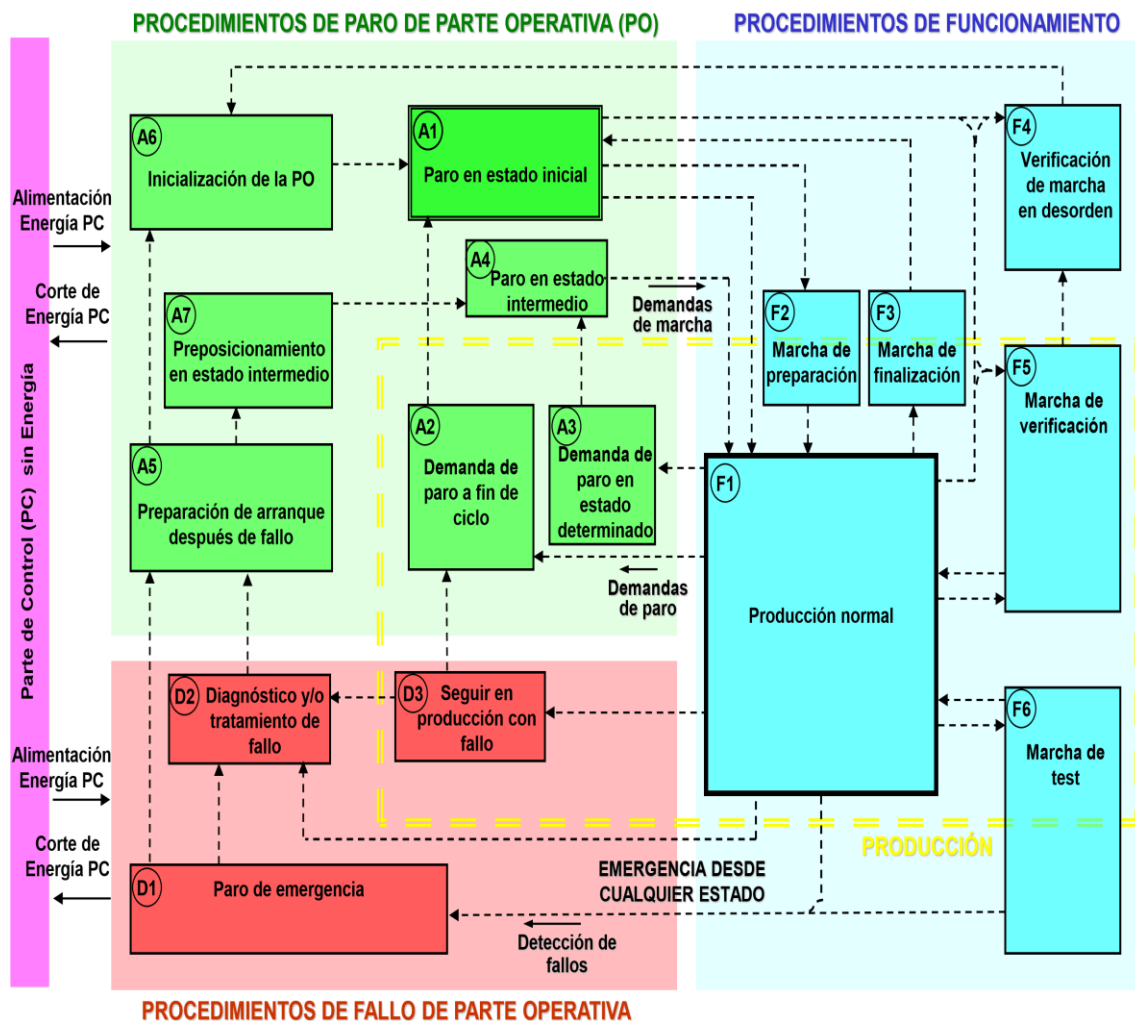 PROCEDIMIENTOS DE PARO DE PARTE OPERATIVA (PO)
PROCEDIMIENTOS DE FUNCIONAMIENTO
Parte de Control (PC) sin Energía
Alimentación
Energía PC
Corte de
Energía PC
Alimentación
Energía PC
Corte de
Energía PC
A6
Inicialización de la PO
A1
Paro en estado inicial
A4
Paro en estado
intermedio
A7
Preposicionamiento
en estado intermedio
A2
Demanda de
paro a fin de
ciclo
A3
Demanda de
paro en
estado
determinado
A5
Preparación de arranque
después de fallo
Demandas
de marcha
Demandas
de paro
F4
Verificación
de marcha
en desorden
F2
Marcha de
preparación
F3
Marcha de
finalización
F5
Marcha de
verificación
F1
Producción normal
F6
Marcha de
test
D2
Diagnóstico y/o
tratamiento de
fallo
D3
Seguir en
producción con
fallo
PRODUCCIÓN
EMERGENCIA DESDE
CUALQUIER ESTADO
D1
Paro de emergencia
Detección de
fallos
PROCEDIMIENTOS DE FALLO DE PARTE OPERATIVA